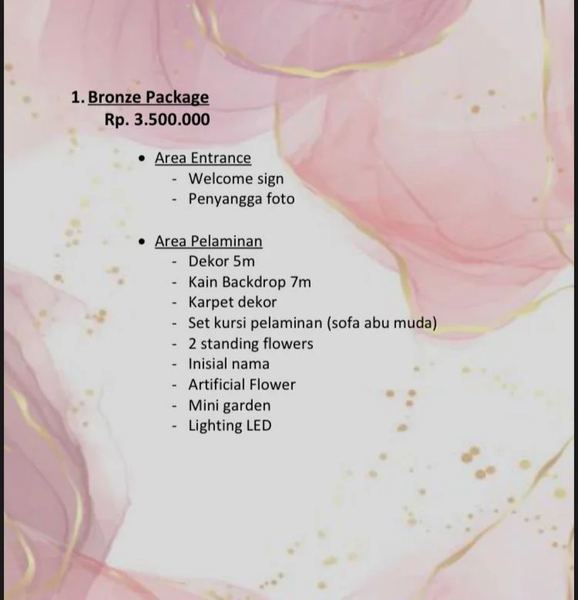 1. Bronze Package
Rp. 3.500.000
• Area Entrance
- Welcome sign
- Penyangga foto
• Area Pelaminan
- Dekor 5m
- Kain Backdrop 7m
- Karpet dekor
- Set kursi pelaminan (sofa abu muda)
- 2 standing flowers
- Inisial nama
- Artificial Flower
- Mini garden
- Lighting LED